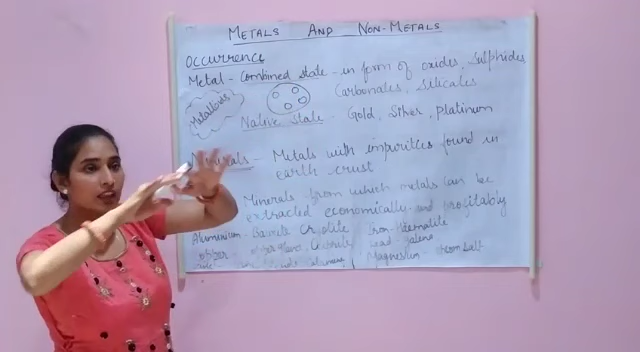 METALS AND NON-METALS
OCCURRENCE
Metal - Combined state - in form of oxides, Sulphides
Carbonates, Silicates
Metalloids
Native State - Gold, Silver, Platinum
Minerals - Metals with impurities found in
earth crust
Minerals from which metals can be
extracted economically and profitably
Aluminium - Bauxite Cryolite Iron - Haematite
Lead galena
Magnesium